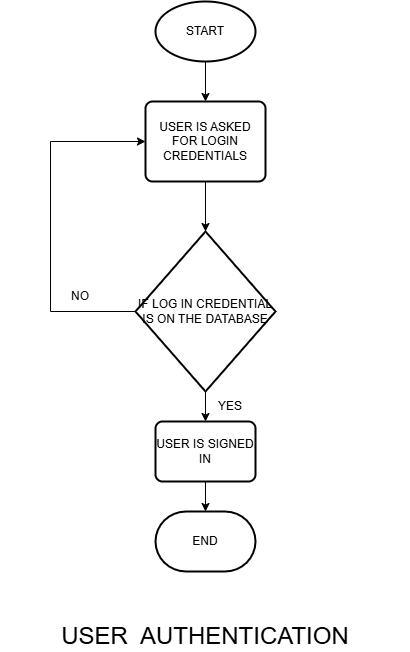 START
USER IS ASKED
FOR LOGIN
CREDENTIALS
NO
IF LOG IN CREDENTIAL
IS ON THE DATABASE
YES
USER IS SIGNED
IN
END
USER AUTHENTICATION